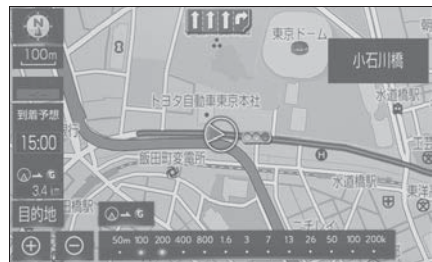 100m
到着予想
15:00
3.4 km
目的地
東京ドーム
小石川橋
水道橋駅
トヨタ自動車東京本社
飯田町変電所
水道橋駅
50m 100 200 400 800 1.6 3 7 13 26 50 100 200k